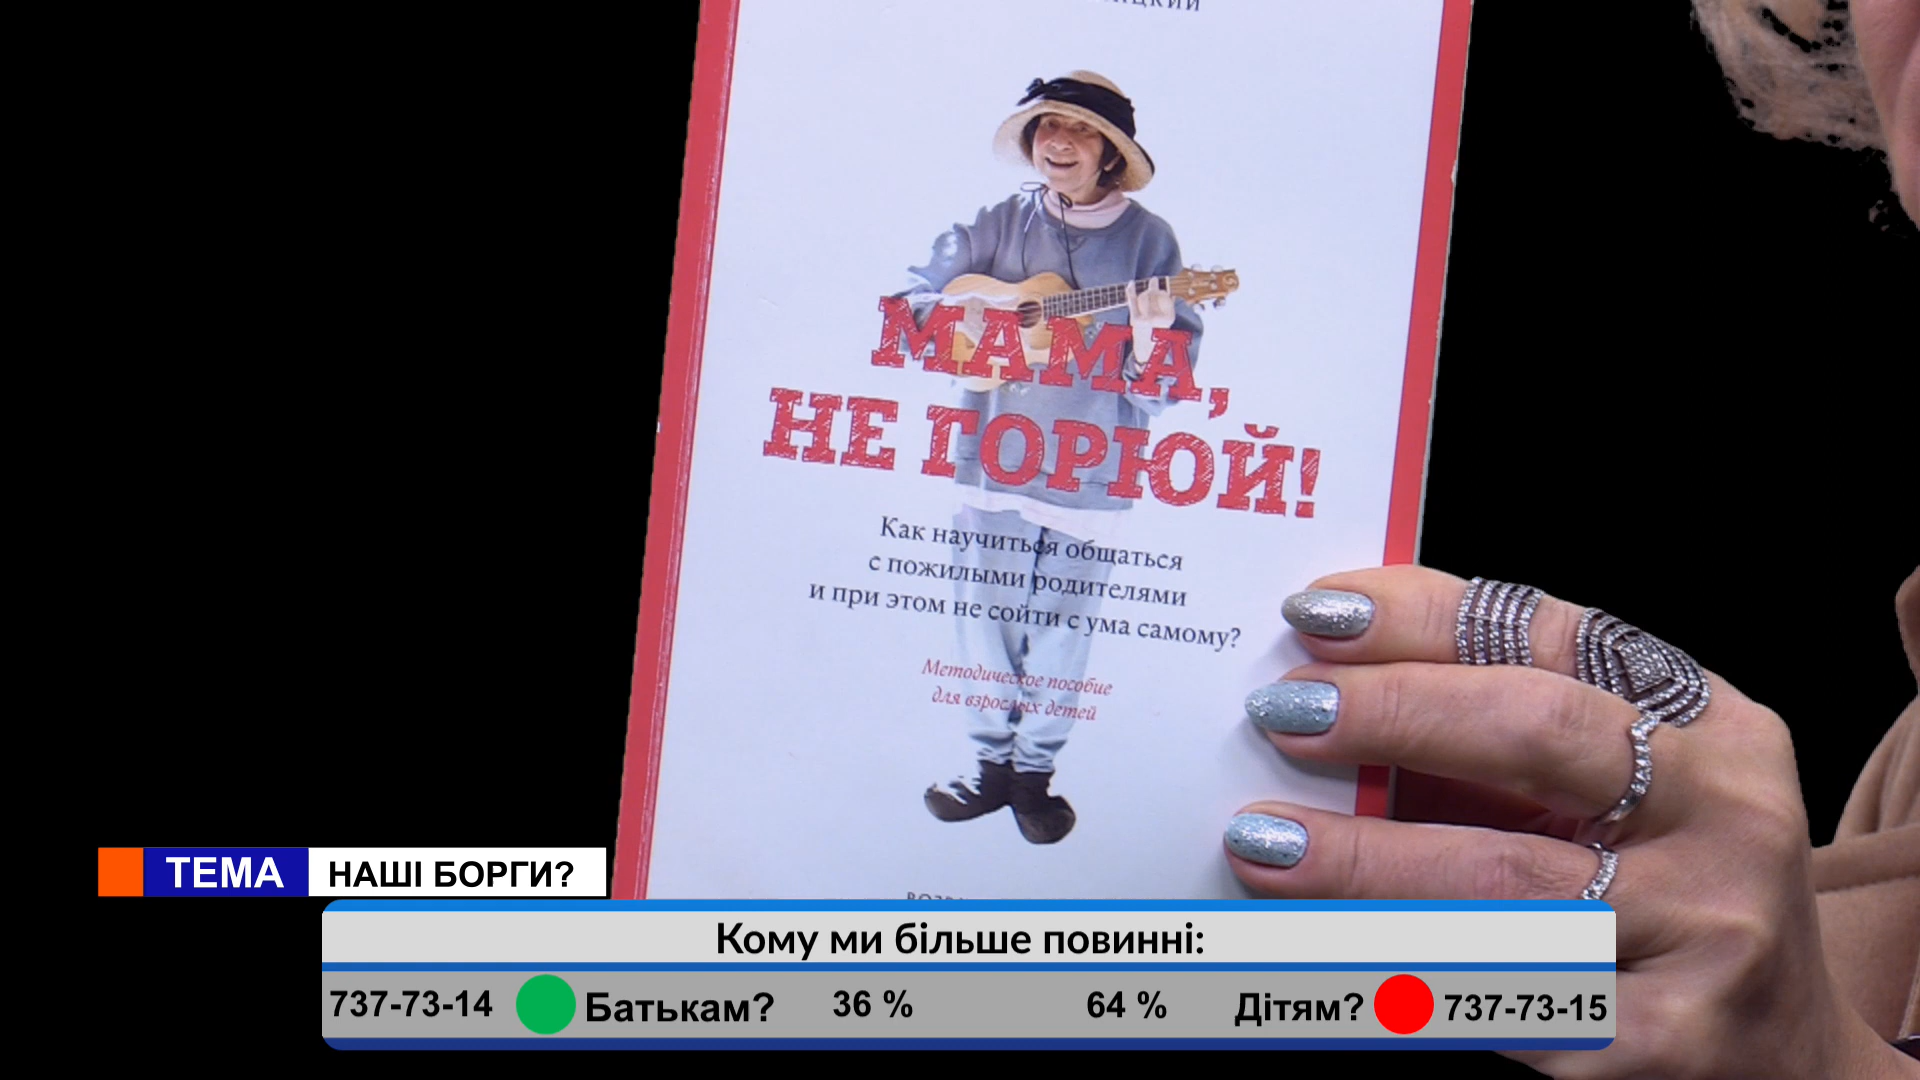 МАМА,
НЕ ГОРЮЙ!
Как научиться общаться
с пожилыми родителями
и при этом не сойти с ума самому?
Методическое пособие
для взрослых детей
ТЕМА НАШІ БОРГИ?
Кому ми більше повинні:
737-73-14 Батькам? 36 % 64 % Дітям? 737-73-15